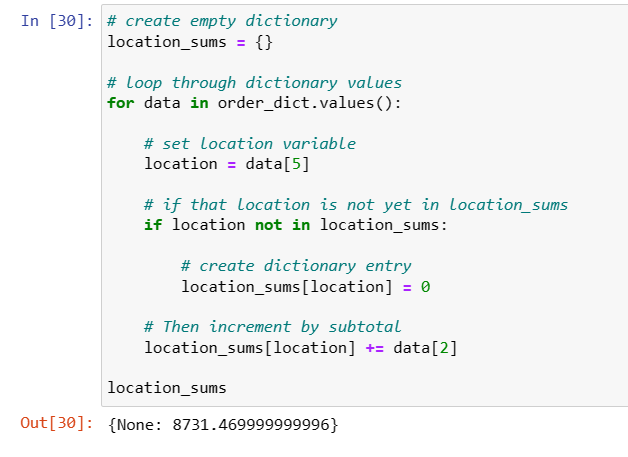 In [30]: # create empty dictionary
location_sums = {}
# loop through dictionary values
for data in order_dict.values():
# set location variable
location = data[5]
# if that location is not yet in location_sums
if location not in location_sums:
# create dictionary entry
location_sums[location] = 0
# Then increment by subtotal
location_sums[location] += data[2]
location_sums
Out[30]: {None: 8731.469999999996}